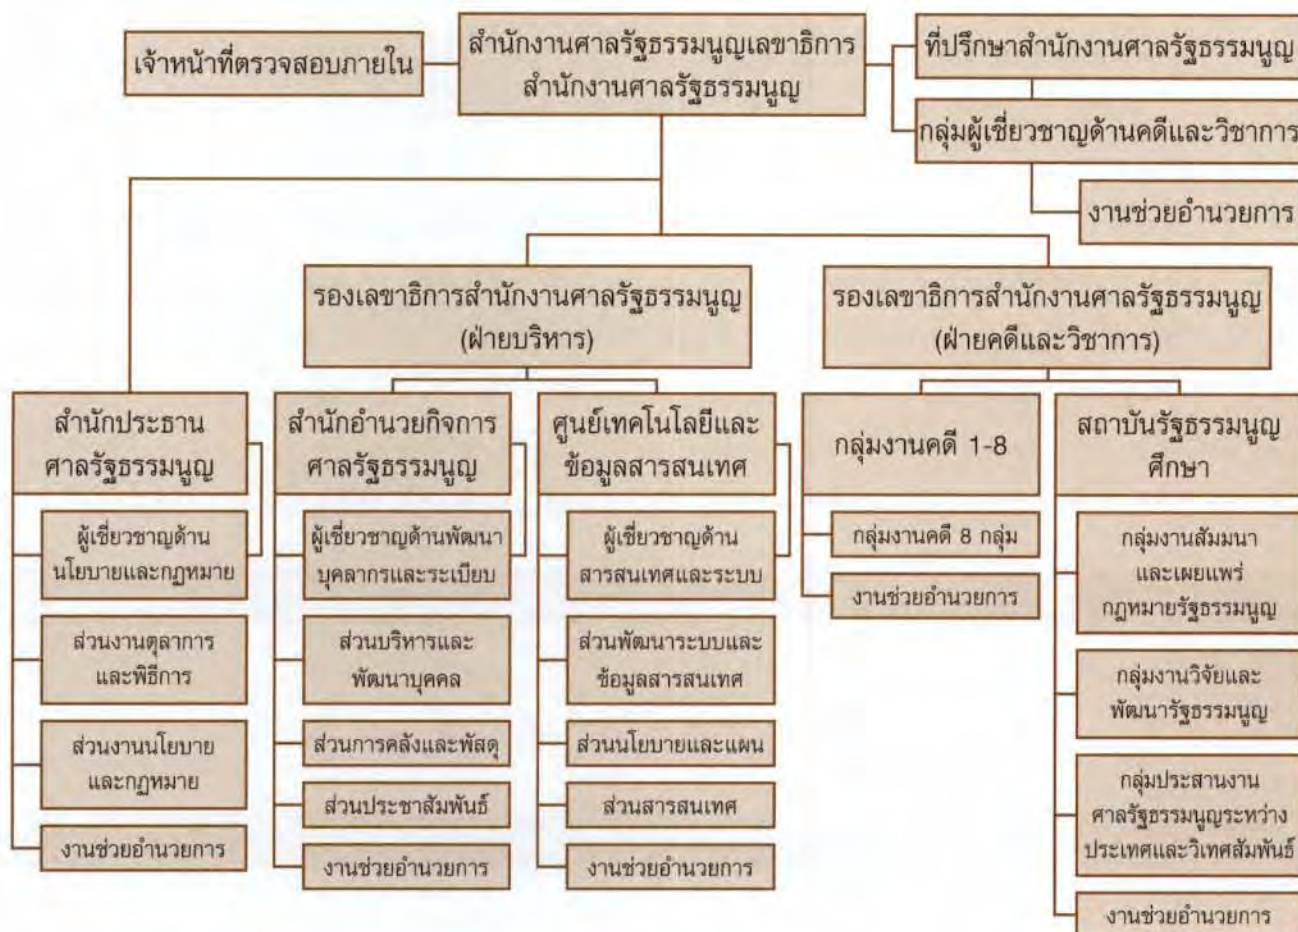 เจ้าหน้าที่ตรวจสอบภายใน
สำนักงานศาลรัฐธรรมนูญเลขาธิการ
สำนักงานศาลรัฐธรรมนูญ
ที่ปรึกษาสำนักงานศาลรัฐธรรมนูญ
กลุ่มผู้เชี่ยวชาญด้านคดีและวิชาการ
งานช่วยอำนวยการ
รองเลขาธิการสำนักงานศาลรัฐธรรมนูญ
(ฝ่ายบริหาร)
รองเลขาธิการสำนักงานศาลรัฐธรรมนูญ
(ฝ่ายคดีและวิชาการ)
สำนักประธาน
ศาลรัฐธรรมนูญ
ผู้เชี่ยวชาญด้าน
นโยบายและกฎหมาย
ส่วนงานตุลาการ
และพิธีการ
ส่วนงานนโยบาย
และกฎหมาย
งานช่วยอำนวยการ
สำนักอำนวยกิจการ
ศาลรัฐธรรมนูญ
ผู้เชี่ยวชาญด้านพัฒนา
บุคลากรและระเบียบ
ส่วนบริหารและ
พัฒนาบุคคล
ส่วนการคลังและพัสดุ
ส่วนประชาสัมพันธ์
งานช่วยอำนวยการ
ศูนย์เทคโนโลยีและ
ข้อมูลสารสนเทศ
ผู้เชี่ยวชาญด้าน
สารสนเทศและระบบ
ส่วนพัฒนาระบบและ
ข้อมูลสารสนเทศ
ส่วนนโยบายและแผน
ส่วนสารสนเทศ
งานช่วยอำนวยการ
กลุ่มงานคดี 1-8
กลุ่มงานคดี 8 กลุ่ม
งานช่วยอำนวยการ
สถาบันรัฐธรรมนูญ
ศึกษา
กลุ่มงานสัมมนา
และเผยแพร่
กฎหมายรัฐธรรมนูญ
กลุ่มงานวิจัยและ
พัฒนารัฐธรรมนูญ
กลุ่มประสานงาน
ศาลรัฐธรรมนูญระหว่าง
ประเทศและวิเทศสัมพันธ์
งานช่วยอำนวยการ